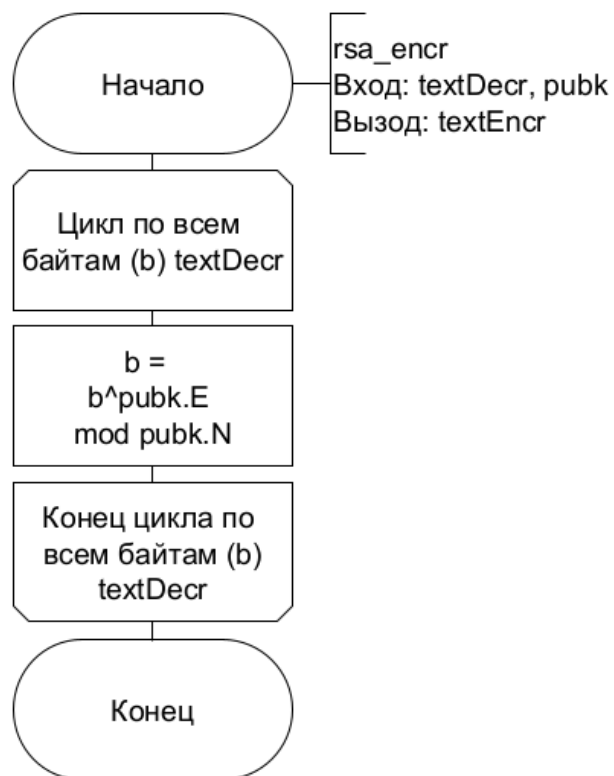 Начало
rsa_encr
Вход: textDecr, pubk
Вызод: textEncr
Цикл по всем
байтам (b) textDecr
b =
b^pubk.E
mod pubk.N
Конец цикла по
всем байтам (b)
textDecr
Конец